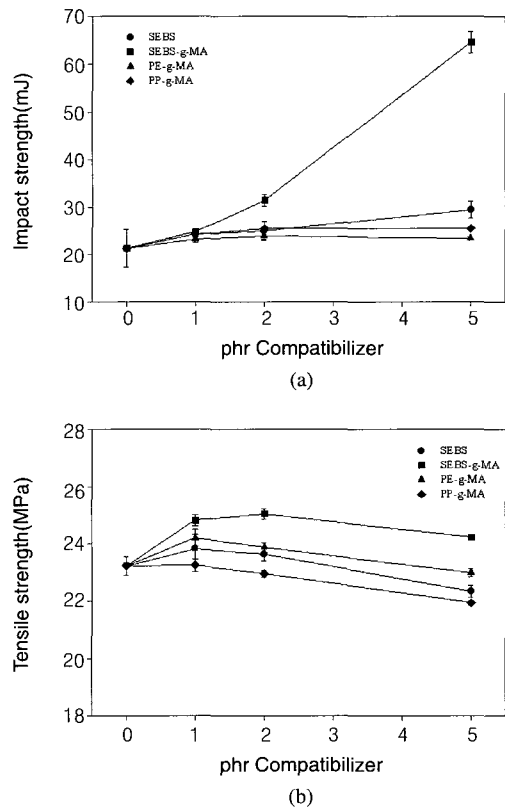 70
60
50
40
30
20
10
Impact strength(mJ)
SEBS
SEBS-g-MA
PE-g-MA
PP-g-MA
0 1 2 3 4 5
phr Compatibilizer
(a)
28
26
24
22
20
18
Tensile strength(MPa)
SEBS
SEBS-g-MA
PE-g-MA
PP-g-MA
0 1 2 3 4 5
phr Compatibilizer
(b)